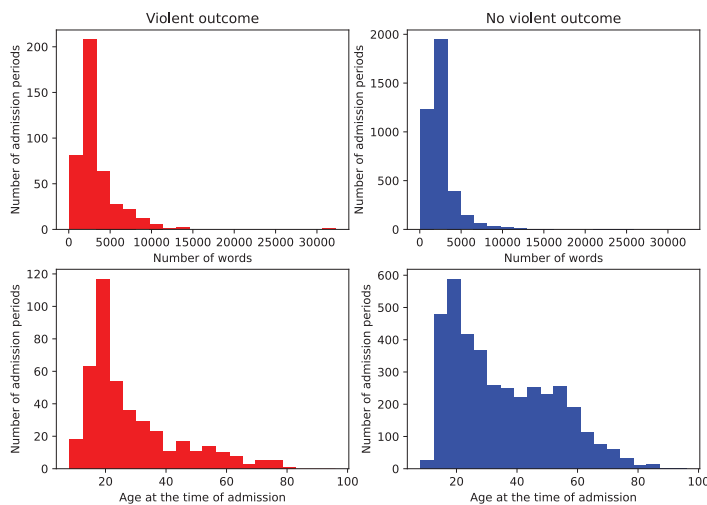 Violent outcome
No violent outcome
Number of admission periods
200
150
100
50
0
0 5000 10000 15000 20000 25000 30000
Number of words
Number of admission periods
2000
1500
1000
500
0
0 5000 10000 15000 20000 25000 30000
Number of words
Number of admission periods
120
100
80
60
40
20
0
20 40 60 80 100
Age at the time of admission
Number of admission periods
600
500
400
300
200
100
0
20 40 60 80 100
Age at the time of admission